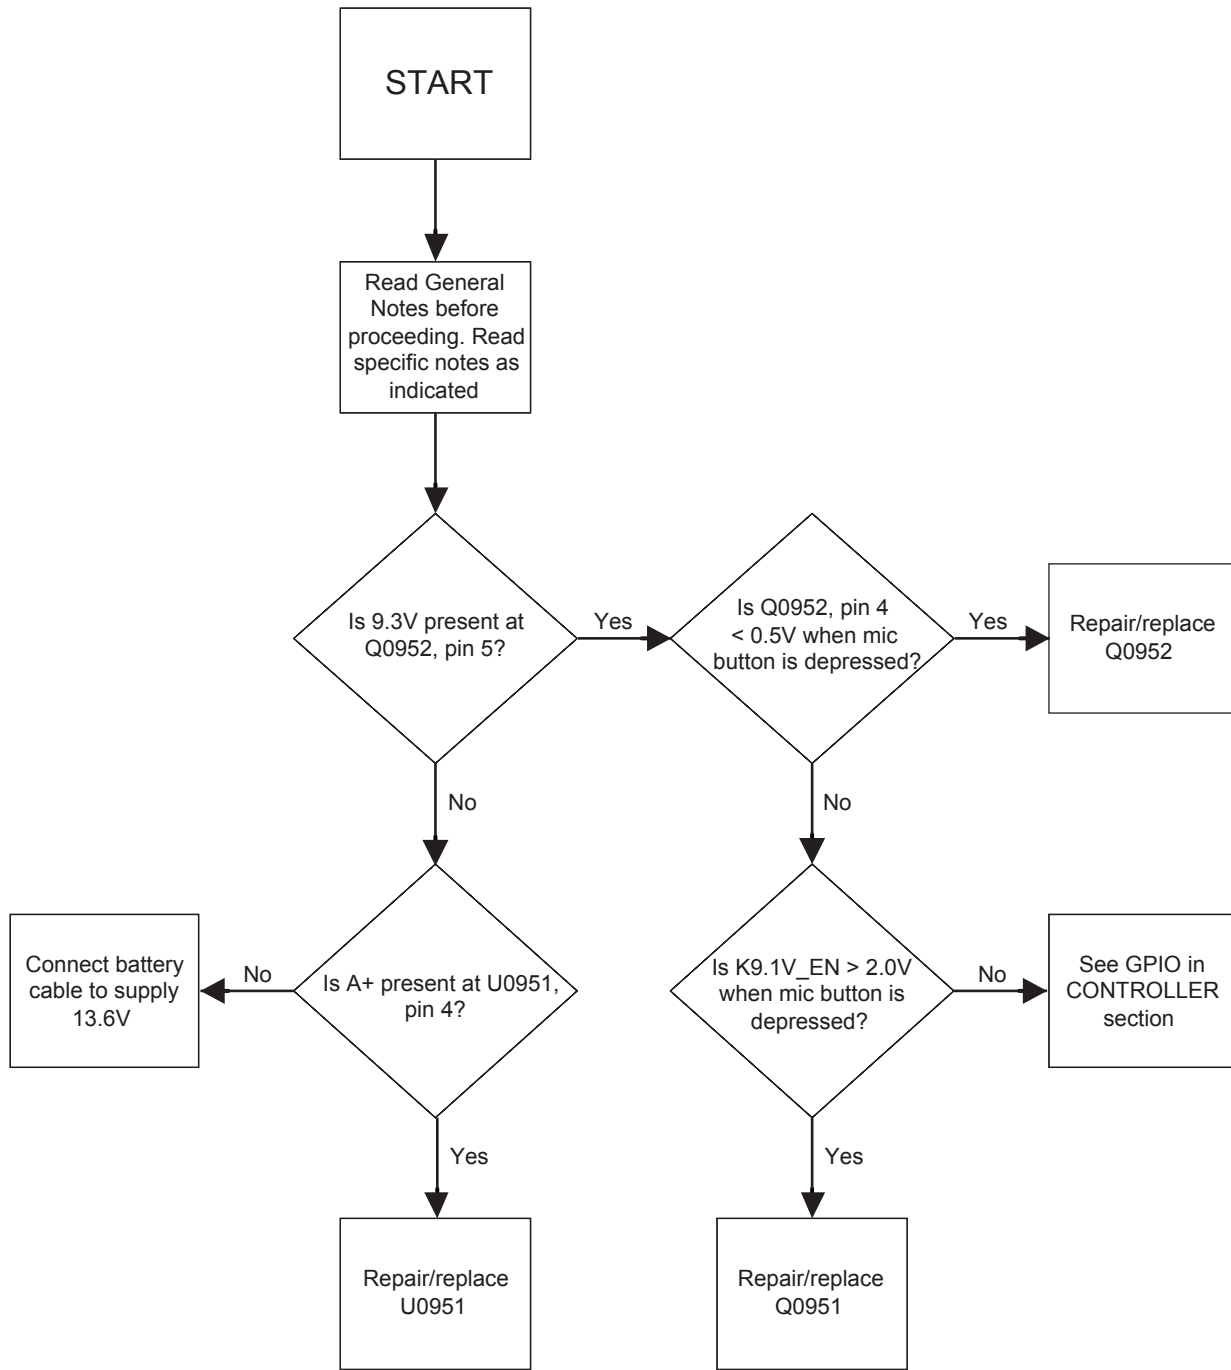 START
Read General
Notes before
proceeding. Read
specific notes as
indicated
Is 9.3V present at
Q0952, pin 5?
Yes
Is Q0952, pin 4
< 0.5V when mic
button is depressed?
Yes
Repair/replace
Q0952
No
No
Connect battery
cable to supply
13.6V
No
Is A+ present at U0951,
pin 4?
Is K9.1V_EN > 2.0V
when mic button is
depressed?
No
See GPIO in
CONTROLLER
section
Yes
Yes
Repair/replace
U0951
Repair/replace
Q0951